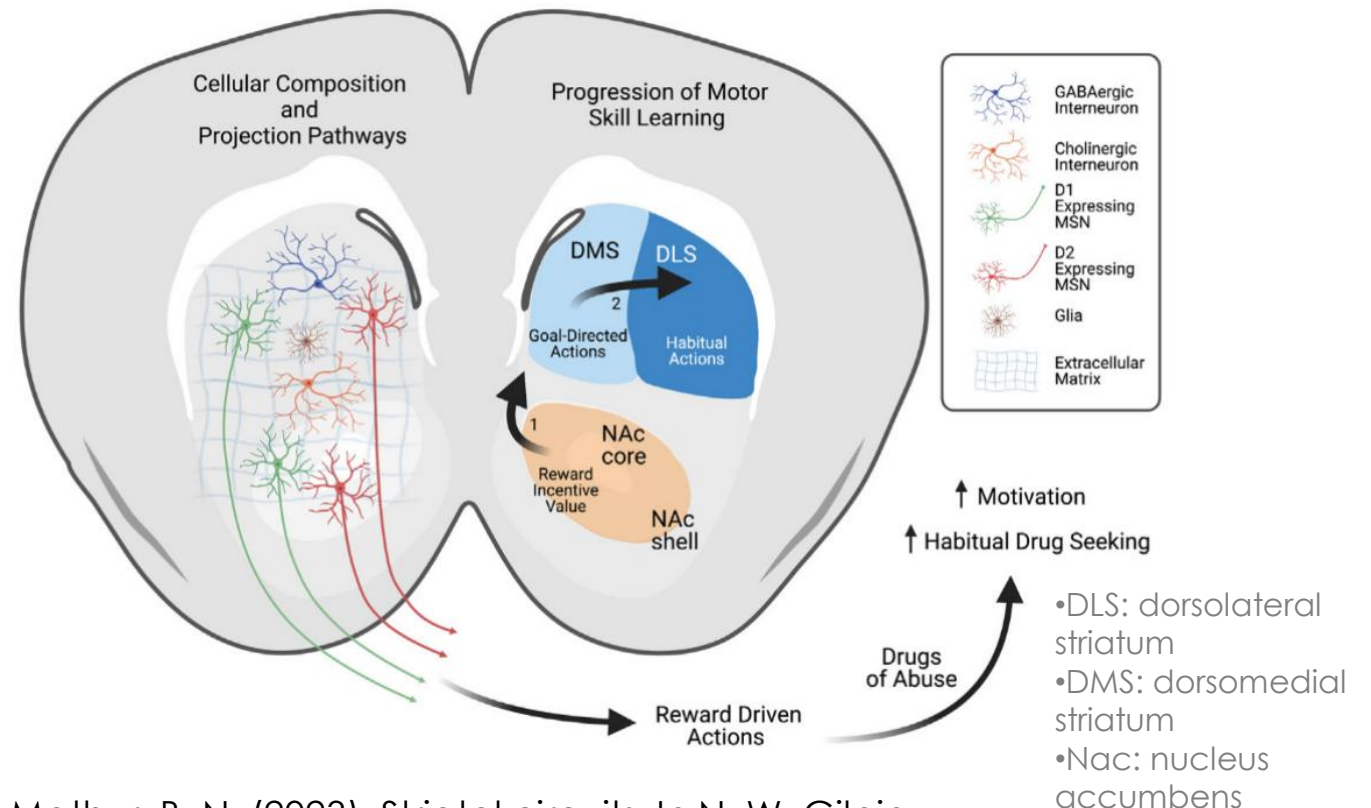 Cellular Composition
and
Projection Pathways
Progression of Motor
Skill Learning
DMS
DLS
2
Goal-Directed
Actions
Habitual
Actions
1
NAc
core
Reward
Incentive
Value
NAc
shell
GABAergic
Interneuron
Cholinergic
Interneuron
D1
Expressing
MSN
D2
Expressing
MSN
Glia
Extracellular
Matrix
↑ Motivation
↑ Habitual Drug Seeking
Drugs
of Abuse
Reward Driven
Actions
•DLS: dorsolateral
striatum
•DMS: dorsomedial
striatum
•Nac: nucleus
accumbens
(2023)